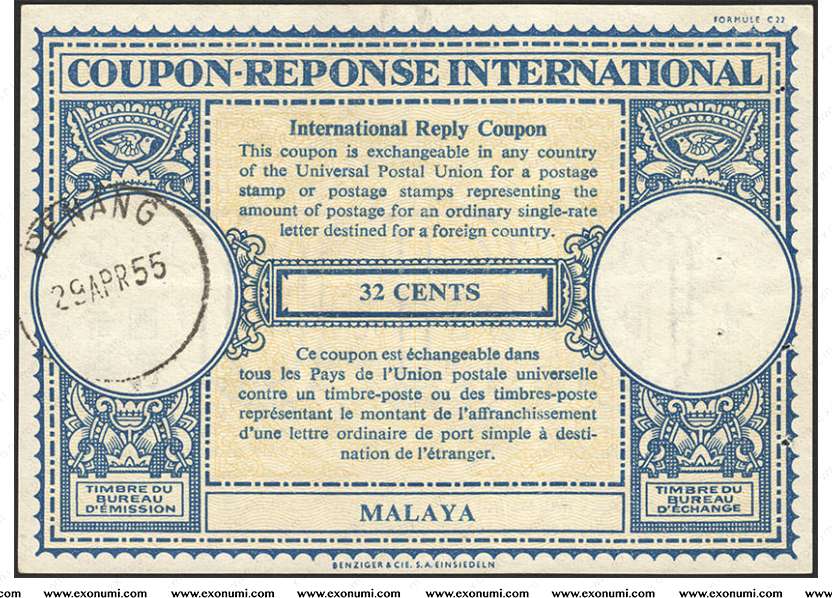 FORMULE C 22
COUPON-REPONSE INTERNATIONAL
International Reply Coupon
This coupon is exchangeable in any country
of the Universal Postal Union for a postage
stamp or postage stamps representing the
amount of postage for an ordinary single-rate
letter destined for a foreign country.
PENANG
29 APR 55
32 CENTS
Ce coupon est échangeable dans
tous les Pays de l'Union postale universelle
contre un timbre-poste ou des timbres-poste
représentant le montant de l'affranchissement
d'une lettre ordinaire de port simple à desti-
nation de l'étranger.
TIMBRE DU
BUREAU
D'ÉMISSION
TIMBRE DU
BUREAU
D'ÉCHANGE
MALAYA
BENZIGER & CIE. S.A. EINSIEDELN
.com www.exonumi.com www.exonumi.com www.exonumi.com www.exonumi.com www.exonumi.com www.exonumi.com www